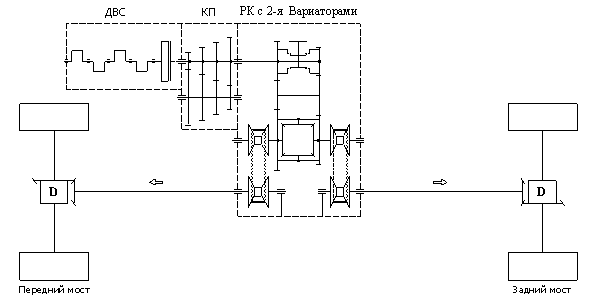 ДВС
КП
РК с 2-я Вариаторами
D
D
Передний мост
Задний мост